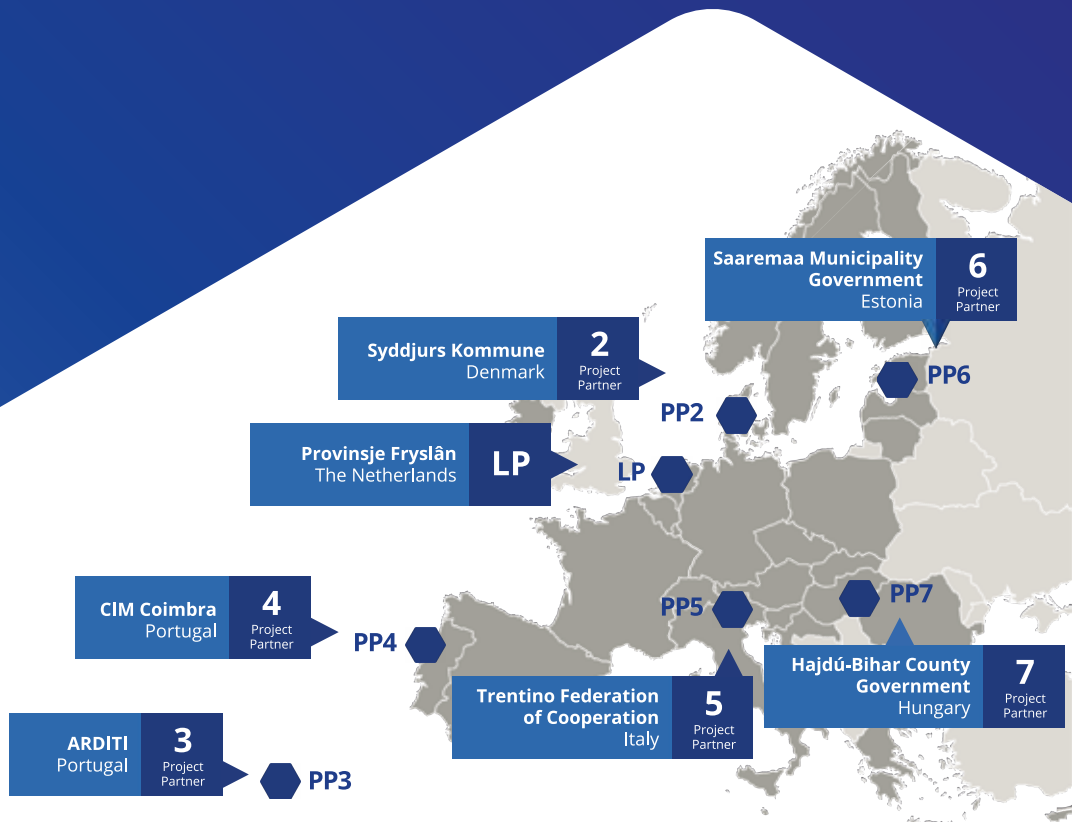 Saaremaa Municipality
Government
Estonia
6
Project
Partner
PP6
Syddjurs Kommune
Denmark
2
Project
Partner
PP2
Provinsje Fryslân
The Netherlands
LP
LP
CIM Coimbra
Portugal
4
Project
Partner
PP4
PP5
PP7
Trentino Federation
of Cooperation
Italy
5
Project
Partner
Hajdú-Bihar County
Government
Hungary
7
Project
Partner
ARDITI
Portugal
3
Project
Partner
PP3